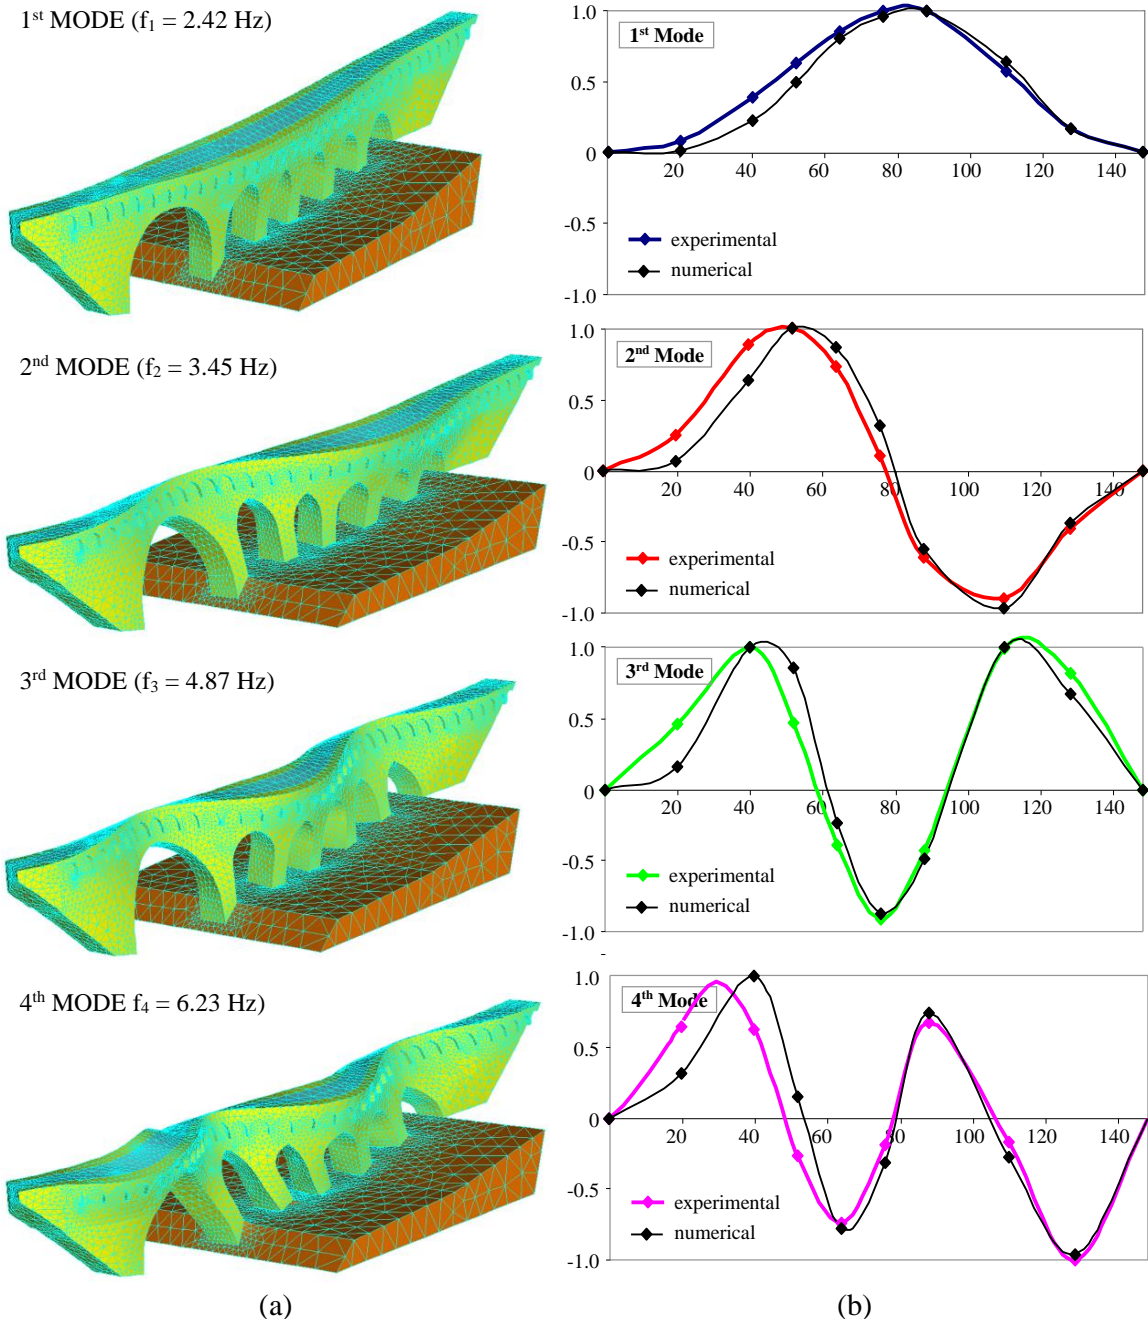 1st MODE (f1 = 2.42 Hz)
1.0
1st Mode
0.5
0
20 40 60 80 100 120 140
-0.5
experimental
numerical
-1.0
2nd MODE (f2 = 3.45 Hz)
1.0
2nd Mode
0.5
0
20 40 60 80 100 120 140
-0.5
experimental
numerical
-1.0
3rd MODE (f3 = 4.87 Hz)
1.0
3rd Mode
0.5
0
20 40 60 80 100 120 140
-0.5
experimental
numerical
-1.0
4th MODE f4 = 6.23 Hz)
1.0
4th Mode
0.5
0
20 40 60 80 100 120 140
-0.5
experimental
numerical
-1.0
(a) (b)